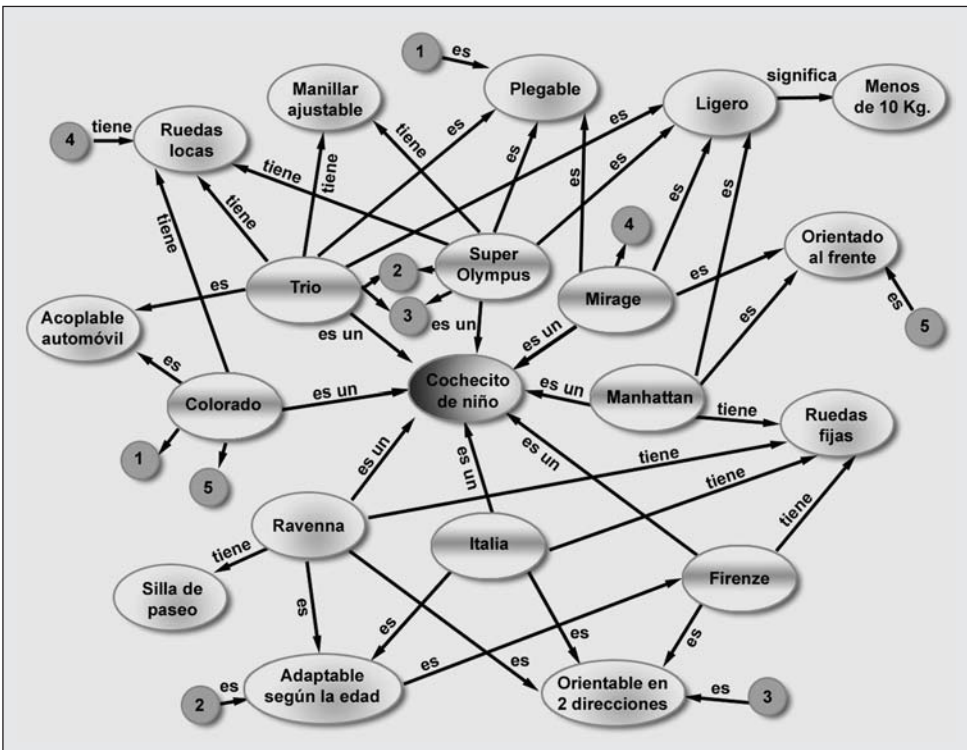 1
es
Plegable
Manillar
ajustable
Ligero
significa
Menos
de 10 Kg.
4
tiene
Ruedas
locas
es
es
tiene
es
es
es
es
es
tiene
tiene
tiene
tiene
4
Orientado
al frente
Super
Olympus
2
Trio
Mirage
es
es
3
es un
es un
es un
es
es
5
Acoplable
automóvil
es
Cochecito
de niño
es un
Manhattan
tiene
Ruedas
fijas
Colorado
es un
1
5
es un
es un
es un
tiene
tiene
tiene
Ravenna
Italia
Firenze
tiene
Silla de
paseo
es
es
es
es
es
es
2
es
Adaptable
según la edad
Orientable en
2 direcciones
es
3